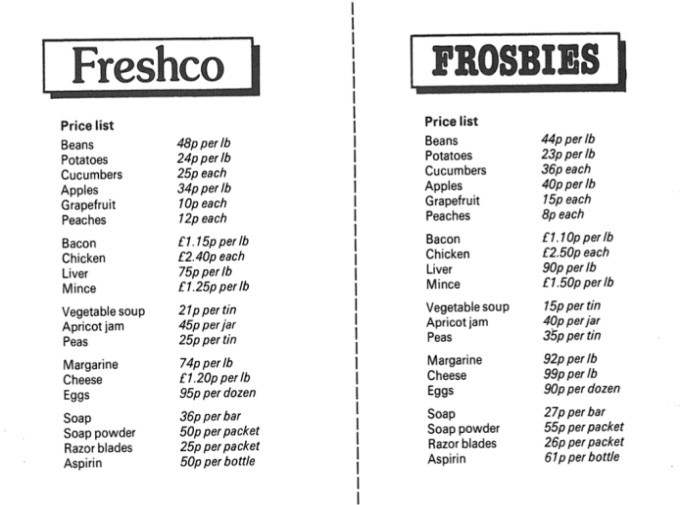 Freshco
Price list
Beans 48p per lb
Potatoes 24p per lb
Cucumbers 25p each
Apples 34p per lb
Grapefruit 10p each
Peaches 12p each
Bacon £1.15p per lb
Chicken £2.40p each
Liver 75p per lb
Mince £1.25p per lb
Vegetable soup 21p per tin
Apricot jam 45p per jar
Peas 25p per tin
Margarine 74p per lb
Cheese £1.20p per lb
Eggs 95p per dozen
Soap 36p per bar
Soap powder 50p per packet
Razor blades 25p per packet
Aspirin 50p per bottle
FROSBIES
Price list
Beans 44p per lb
Potatoes 23p per lb
Cucumbers 36p each
Apples 40p per lb
Grapefruit 15p each
Peaches 8p each
Bacon £1.10p per lb
Chicken £2.50p each
Liver 90p per lb
Mince £1.50p per lb
Vegetable soup 15p per tin
Apricot jam 40p per jar
Peas 35p per tin
Margarine 92p per lb
Cheese 99p per lb
Eggs 90p per dozen
Soap 27p per bar
Soap powder 55p per packet
Razor blades 26p per packet
Aspirin 61p per bottle